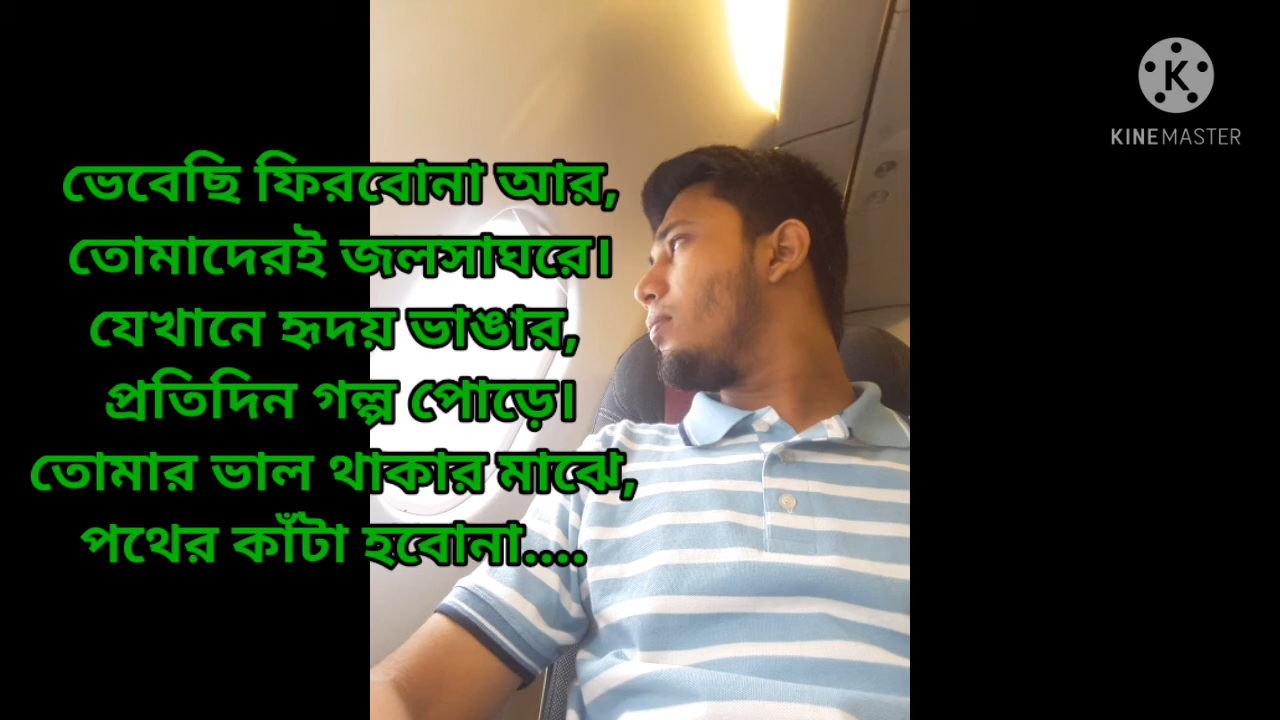 ভেবেছি ফিরবোনা আর,
তোমাদেরই জলসাঘরে।
যেখানে হৃদয় ভাঙার,
প্রতিদিন গল্প পোড়ে।
তোমার ভাল থাকার মাঝে,
পথের কাঁটা হবোনা....
K
KINEMASTER